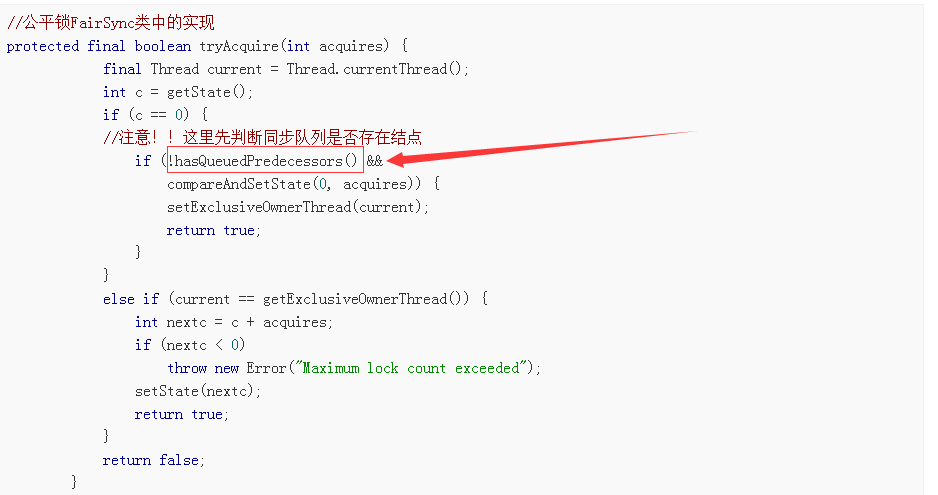 //公平锁FairSync类中的实现
protected final boolean tryAcquire(int acquires) {
final Thread current = Thread.currentThread();
int c = getState();
if (c == 0) {
//注意！！这里先判断同步队列是否存在结点
if (!hasQueuedPredecessors() &&
compareAndSetState(0, acquires)) {
setExclusiveOwnerThread(current);
return true;
}
}
else if (current == getExclusiveOwnerThread()) {
int nextc = c + acquires;
if (nextc < 0)
throw new Error("Maximum lock count exceeded");
setState(nextc);
return true;
}
return false;
}